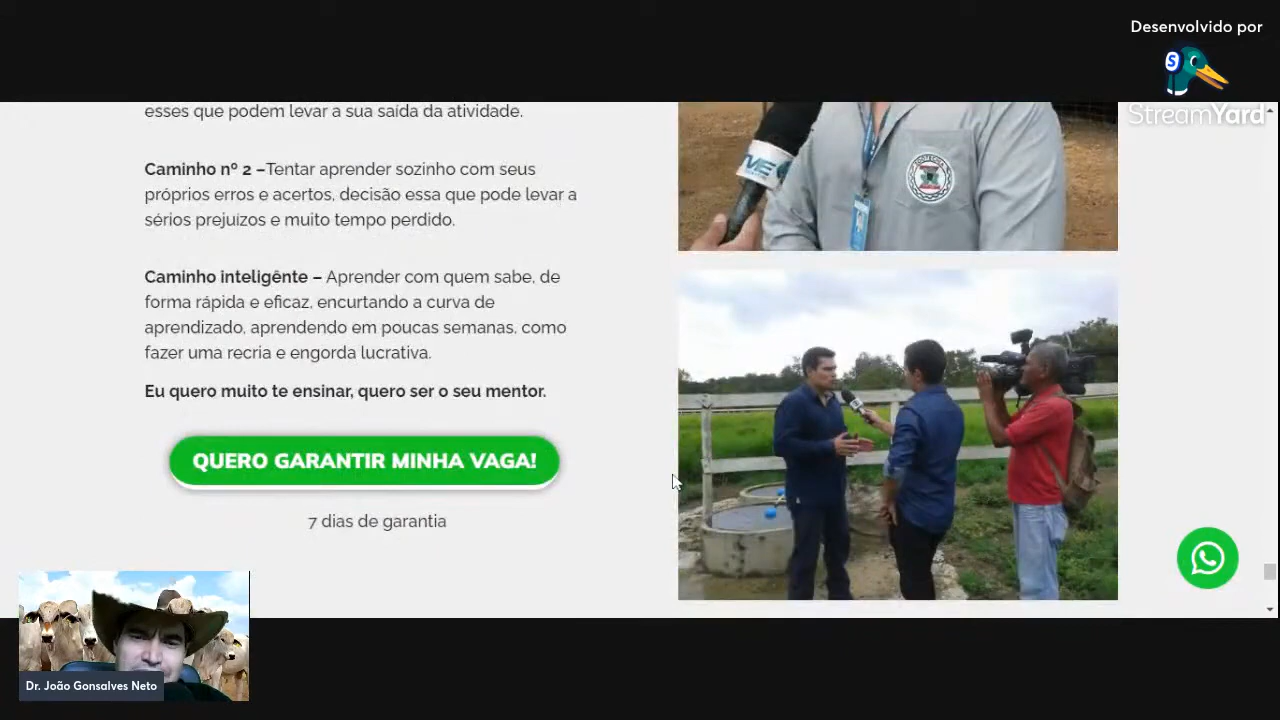 Desenvolvido por
S
StreamYard
esses que podem levar a sua saída da atividade.
Caminho nº 2 –Tentar aprender sozinho com seus
próprios erros e acertos, decisão essa que pode levar a
sérios prejuízos e muito tempo perdido.
Caminho inteligênte – Aprender com quem sabe, de
forma rápida e eficaz, encurtando a curva de
aprendizado, aprendendo em poucas semanas, como
fazer uma recria e engorda lucrativa.
Eu quero muito te ensinar, quero ser o seu mentor.
QUERO GARANTIR MINHA VAGA!
7 dias de garantia
Dr. João Gonsalves Neto